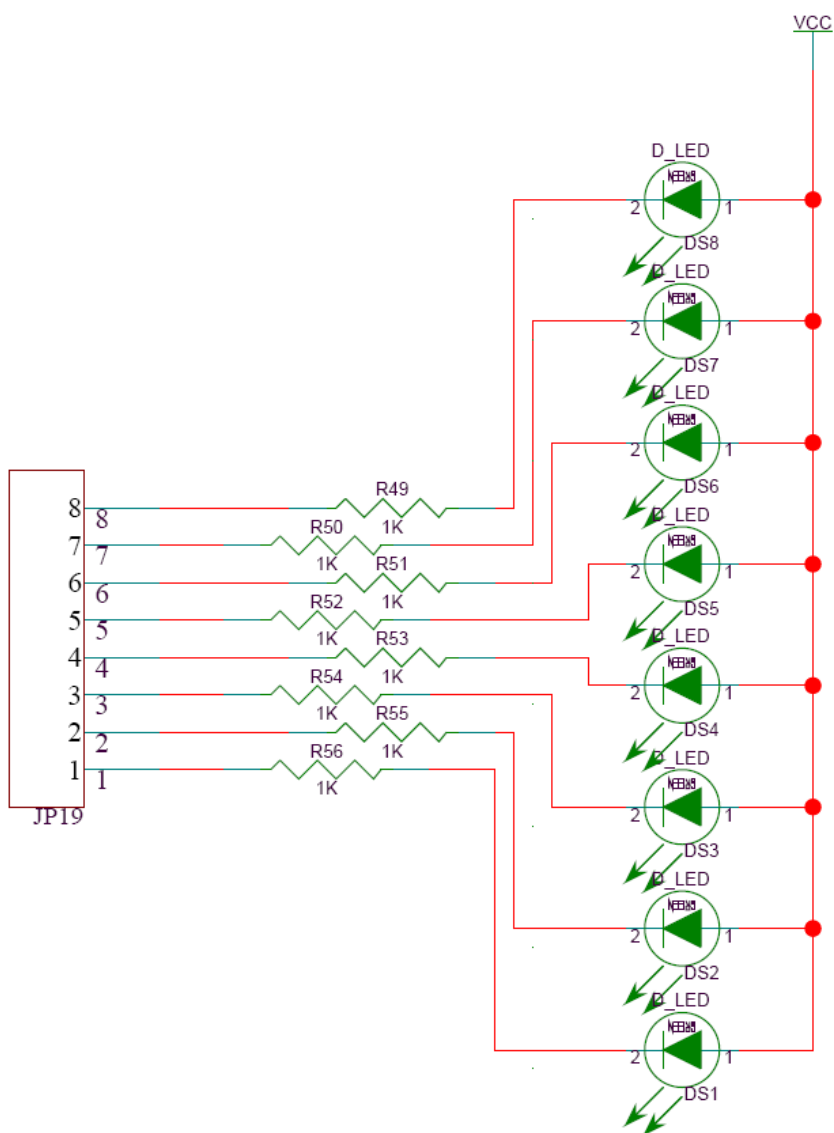 VCC
D_LED
2
1
DS8
D_LED
2
1
DS7
D_LED
2
1
DS6
D_LED
2
1
DS5
D_LED
2
1
DS4
D_LED
2
1
DS3
D_LED
2
1
DS2
D_LED
2
1
DS1
8 8 R49
1K
7 7 R50
1K
6 6 R51
1K
5 5 R52
1K
4 4 R53
1K
3 3 R54
1K
2 2 R55
1K
1 1 R56
1K
JP19